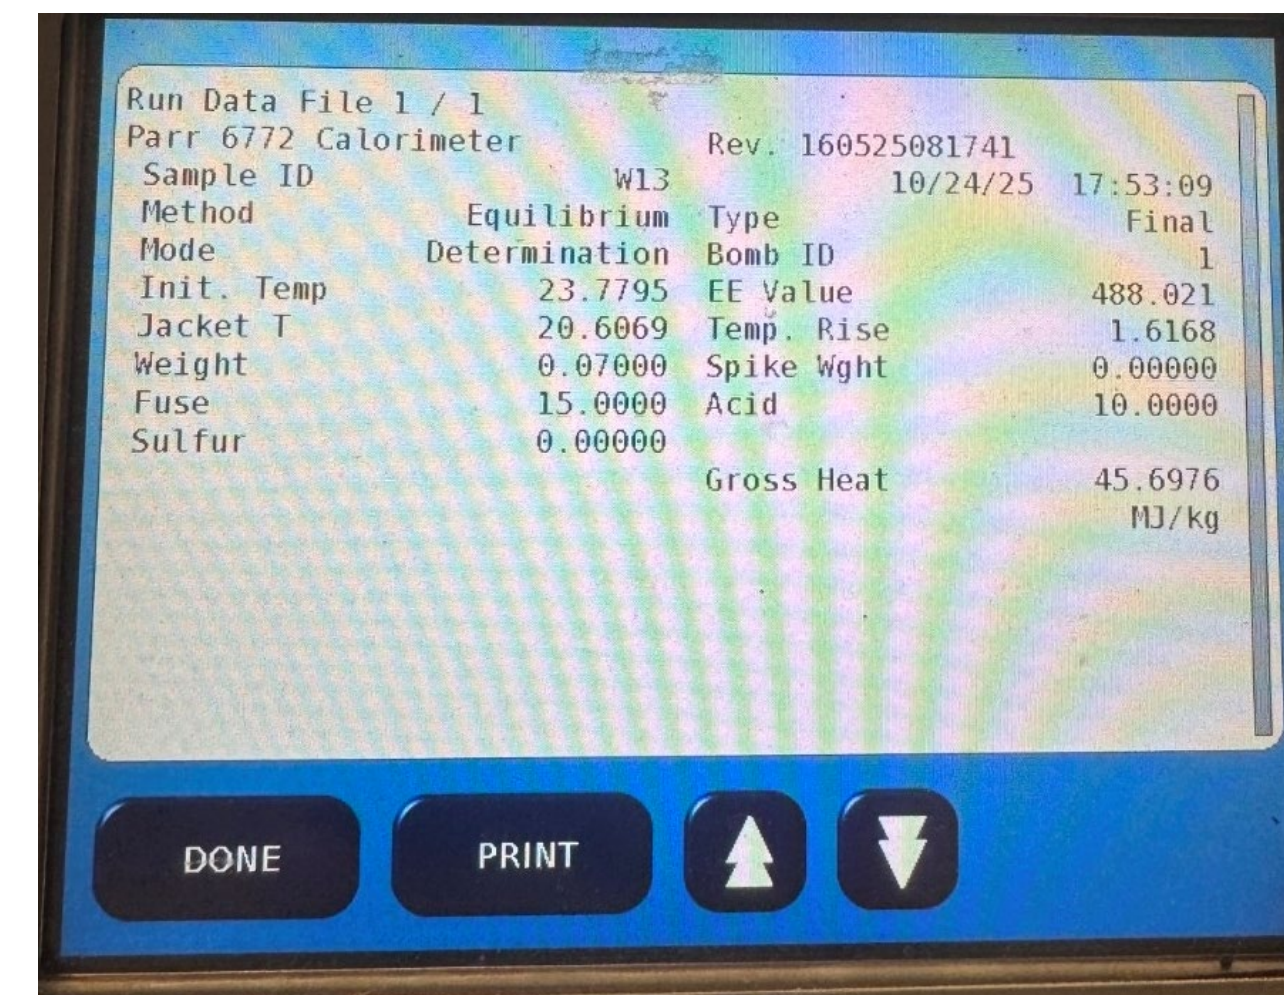 Run Data File 1 / 1
Parr 6772 Calorimeter Rev. 160525081741
Sample ID W13 10/24/25 17:53:09
Method Equilibrium Type Final
Mode Determination Bomb ID 1
Init. Temp 23.7795 EE Value 488.021
Jacket T 20.6069 Temp. Rise 1.6168
Weight 0.07000 Spike Wght 0.00000
Fuse 15.0000 Acid 10.0000
Sulfur 0.00000
Gross Heat 45.6976
MJ/kg
DONE PRINT